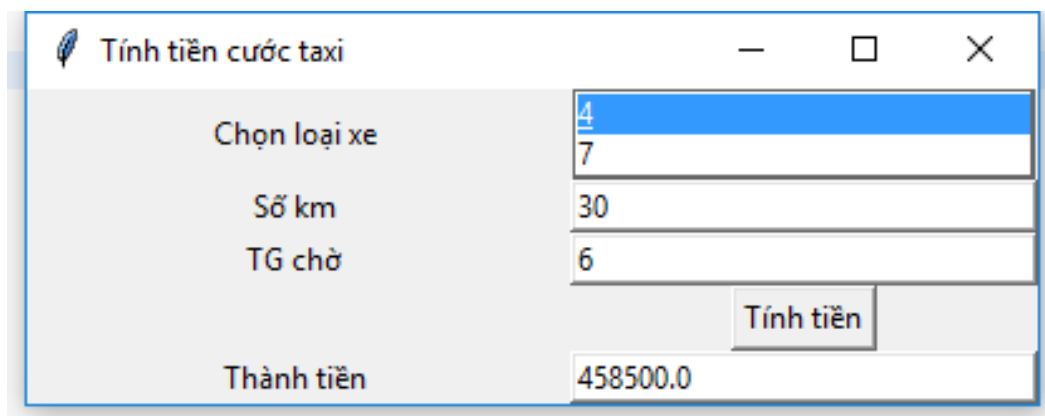 Tính tiền cước taxi
Chọn loại xe
4
7
Số km
30
TG chờ
6
Tính tiền
Thành tiền
458500.0